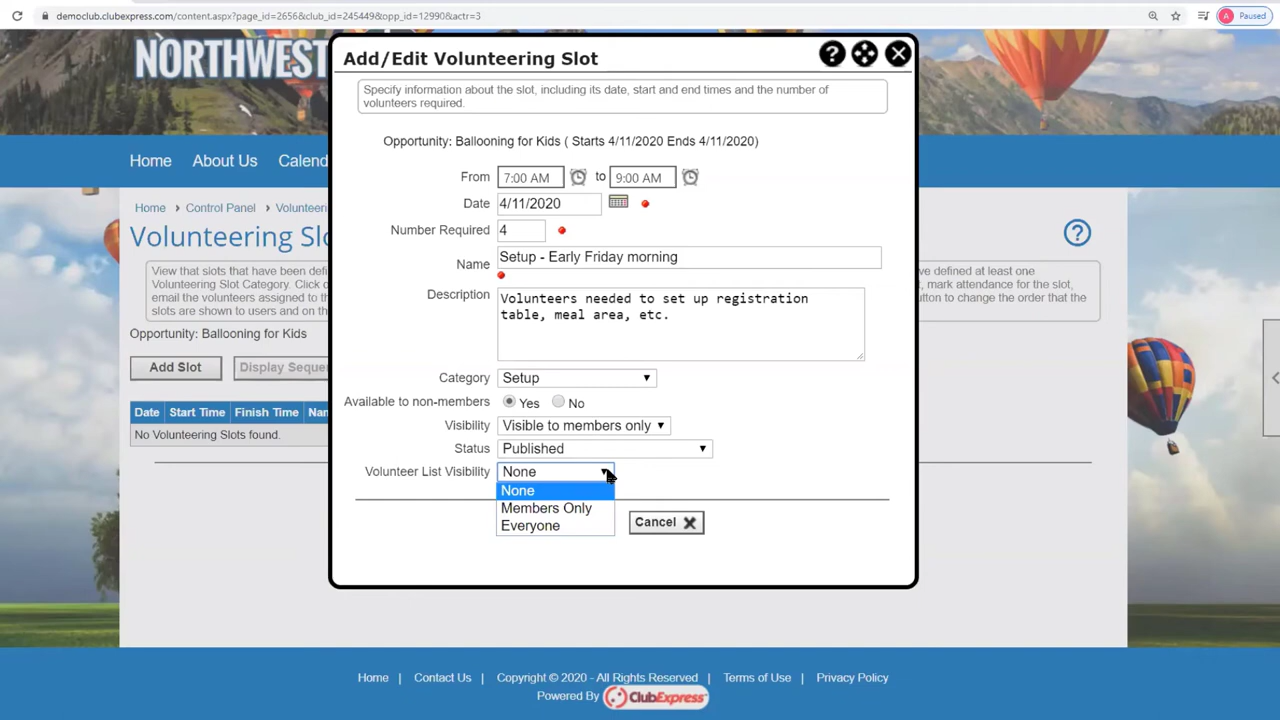 democlub.clubexpress.com/content.aspx?page_id=2656&club_id=245449&opp_id=12990&actr=3
A Paused
NORTHWEST
Add/Edit Volunteering Slot
Specify information about the slot, including its date, start and end times and the number of
volunteers required.
Opportunity: Ballooning for Kids ( Starts 4/11/2020 Ends 4/11/2020)
From 7:00 AM to 9:00 AM
Date 4/11/2020
Number Required 4
Name Setup - Early Friday morning
Description Volunteers needed to set up registration
table, meal area, etc.
Category Setup
Available to non-members Yes No
Visibility Visible to members only
Status Published
Volunteer List Visibility None
None
Members Only
Everyone
Cancel
Home About Us Calend
Home > Control Panel > Volunteeri
Volunteering Slo
View that slots that have been defi
ve defined at least one
Volunteering Slot Category. Click o
, mark attendance for the slot,
email the volunteers assigned to th
utton to change the order that the
slots are shown to users and on th
Opportunity: Ballooning for Kids
Add Slot Display Seque
Date Start Time Finish Time Nan
No Volunteering Slots found.
Home | Contact Us | Copyright © 2020 - All Rights Reserved | Terms of Use | Privacy Policy
Powered By ClubExpress